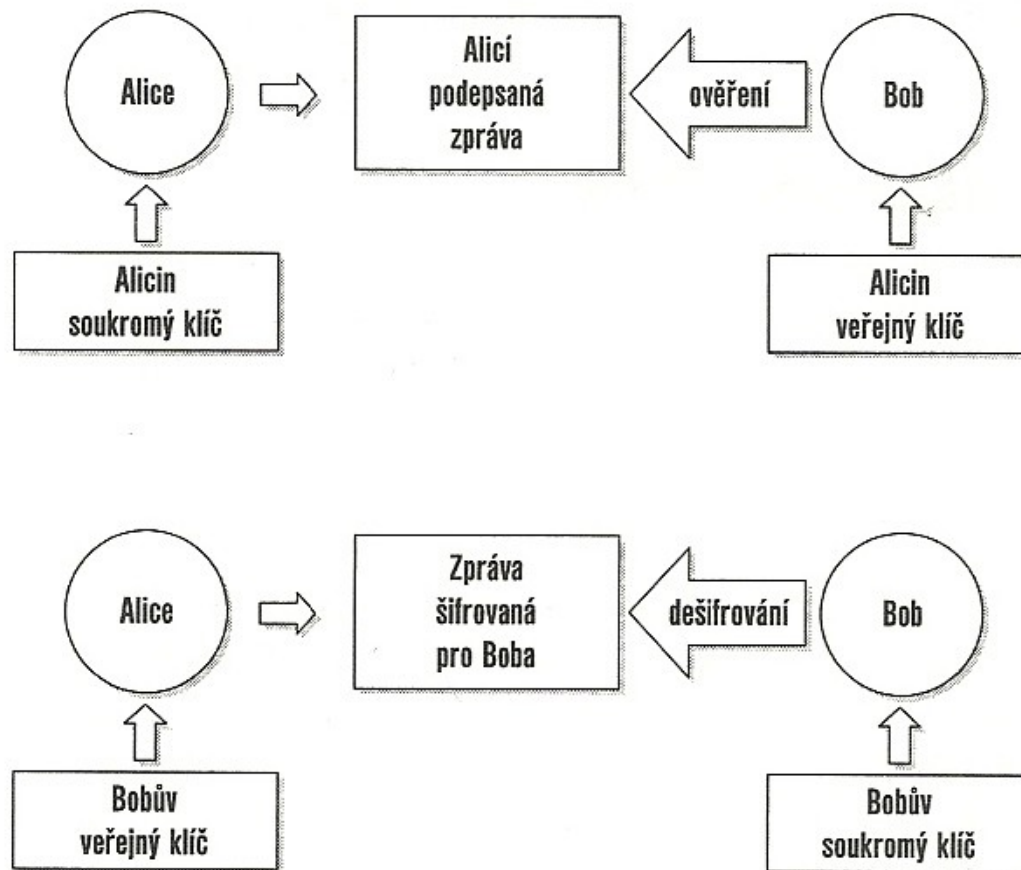 Alice
Alicí
podepsaná
zpráva
ověření
Bob
Alicin
soukromý klíč
Alicin
veřejný klíč
Alice
Zpráva
šifrovaná
pro Boba
dešifrování
Bob
Bobův
veřejný klíč
Bobův
soukromý klíč